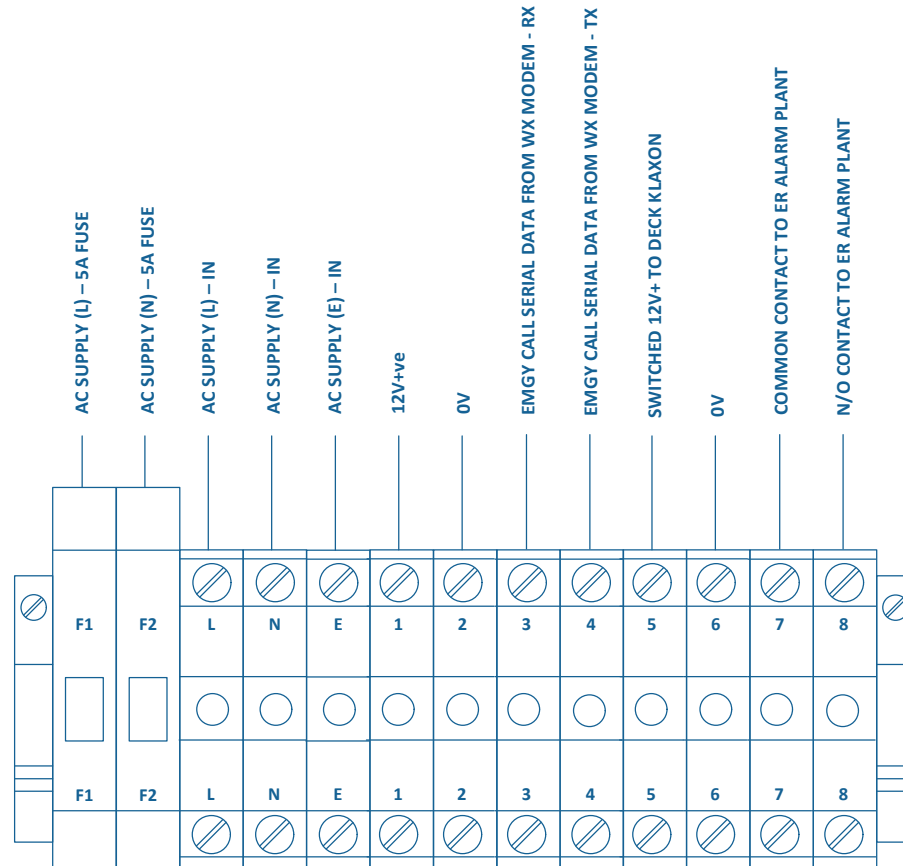 AC SUPPLY (L) – 5A FUSE
AC SUPPLY (N) – 5A FUSE
AC SUPPLY (L) – IN
AC SUPPLY (N) – IN
AC SUPPLY (E) – IN
12V+ve
0V
EMGY CALL SERIAL DATA FROM WX MODEM - RX
EMGY CALL SERIAL DATA FROM WX MODEM - TX
SWITCHED 12V+ TO DECK KLAXON
0V
COMMON CONTACT TO ER ALARM PLANT
N/O CONTACT TO ER ALARM PLANT
F1 F2 L N E 1 2 3 4 5 6 7 8
F1 F2 L N E 1 2 3 4 5 6 7 8